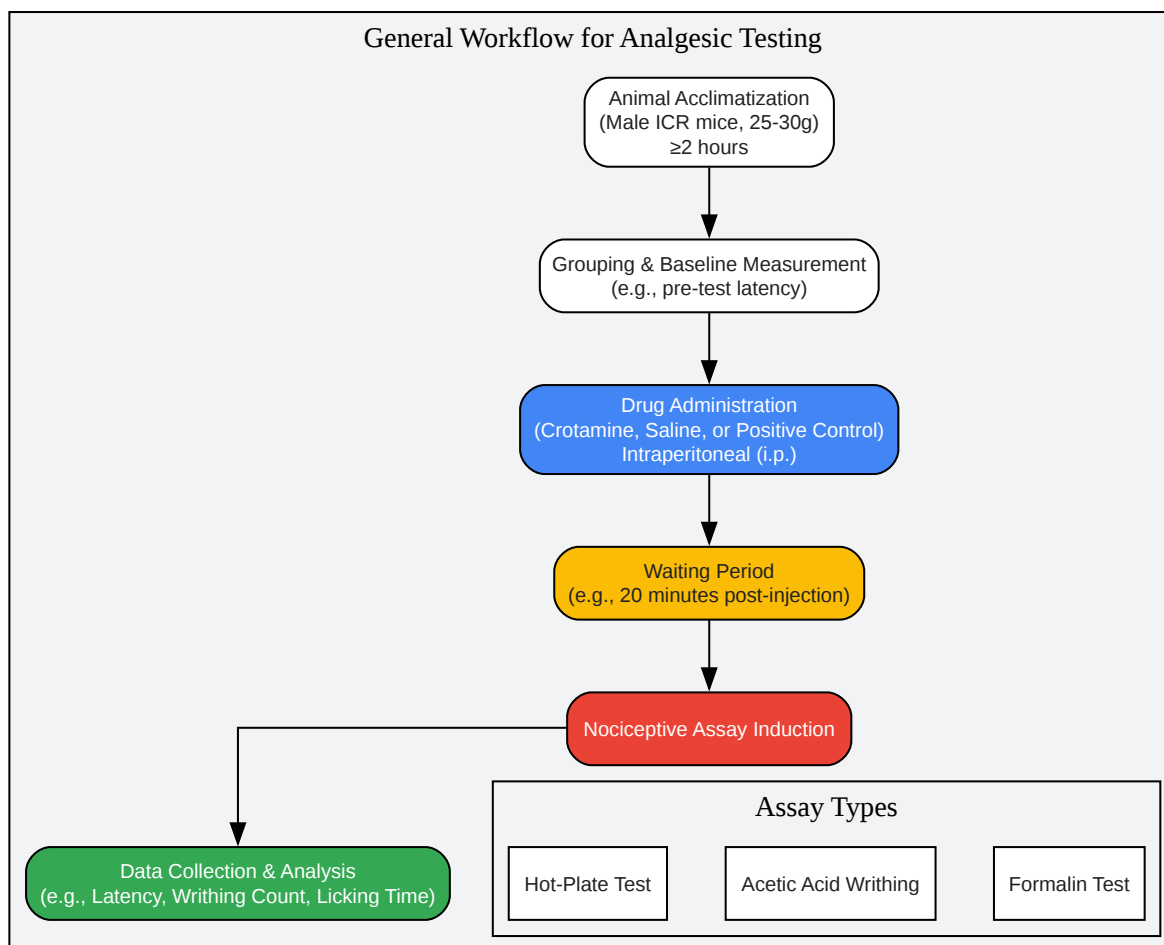 General Workflow for Analgesic Testing
Animal Acclimatization
(Male ICR mice, 25-30g)
≥2 hours
Grouping & Baseline Measurement
(e.g., pre-test latency)
Drug Administration
(Crotamine, Saline, or Positive Control)
Intraperitoneal (i.p.)
Waiting Period
(e.g., 20 minutes post-injection)
Nociceptive Assay Induction
Data Collection & Analysis
(e.g., Latency, Writhing Count, Licking Time)
Assay Types
Hot-Plate Test
Acetic Acid Writhing
Formalin Test